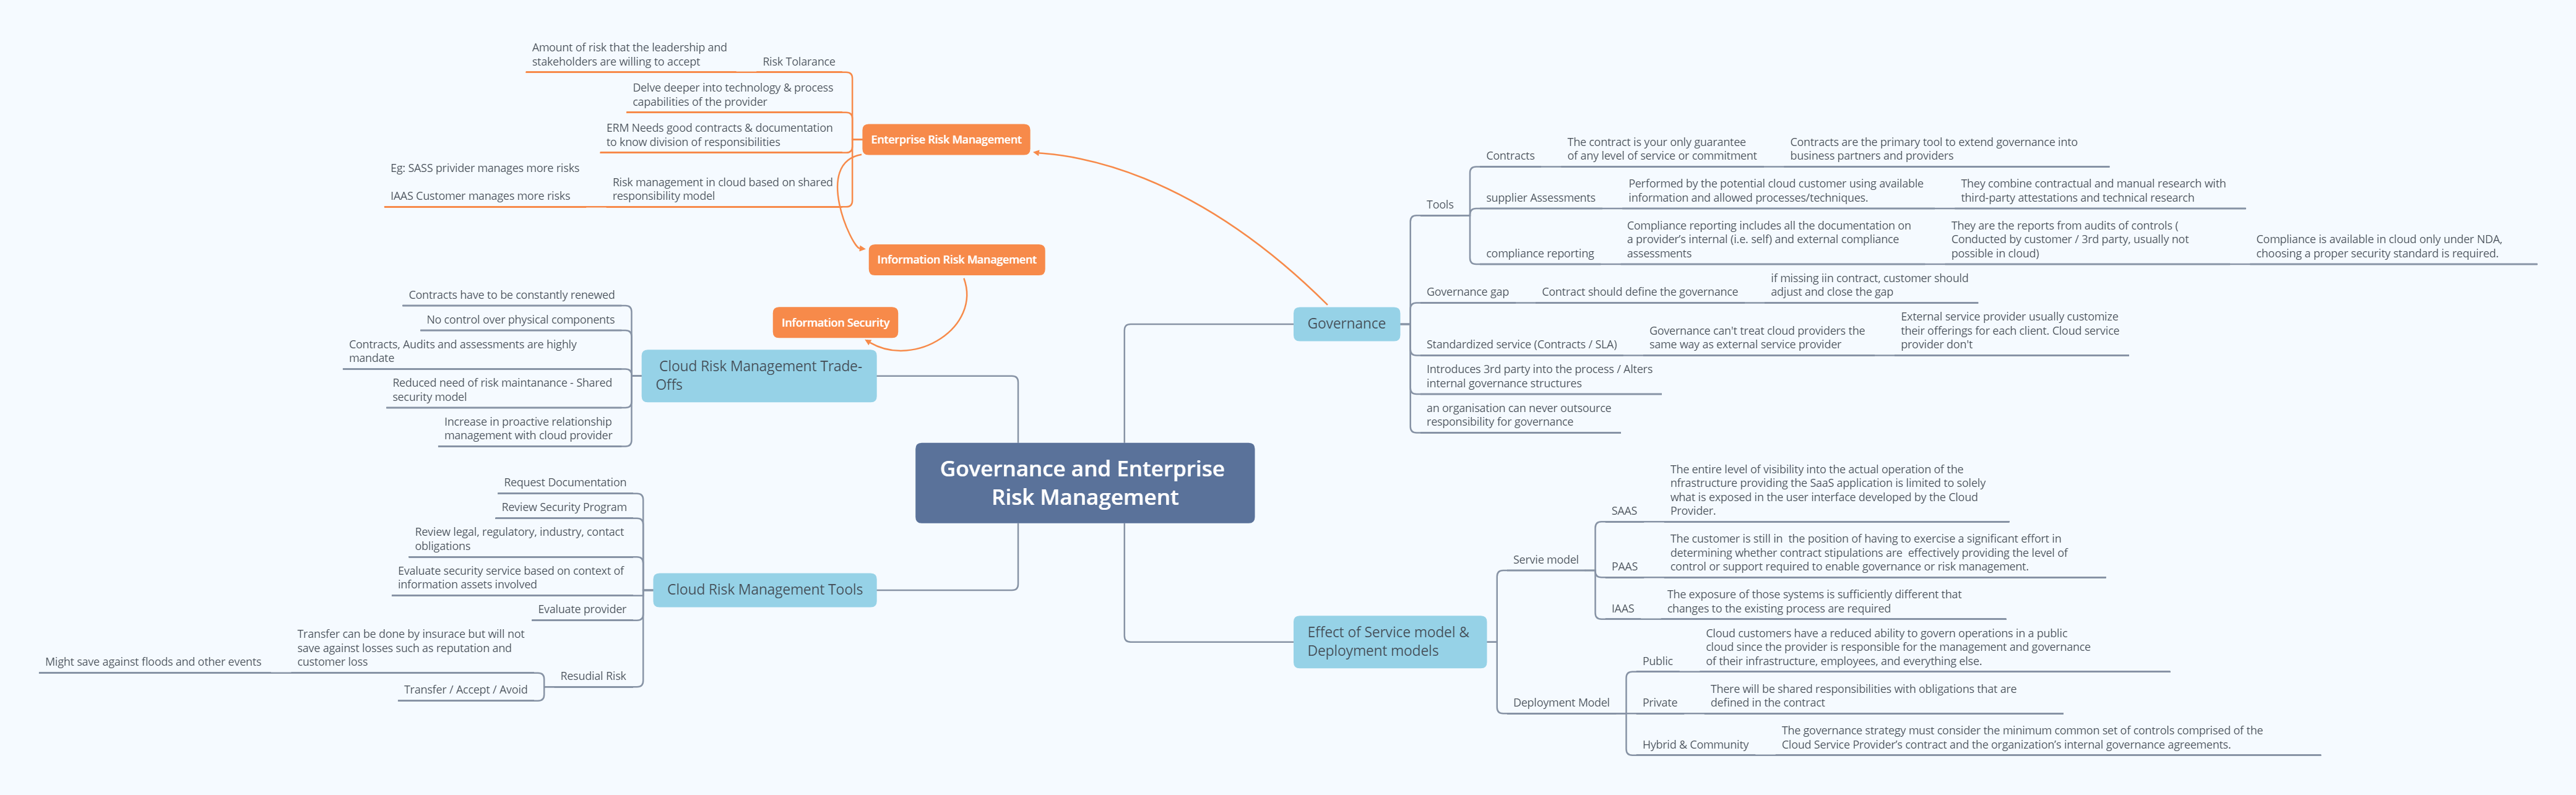 Governance and Enterprise
Risk Management
Enterprise Risk Management
Risk Tolarance
Amount of risk that the leadership and
stakeholders are willing to accept
Delve deeper into technology & process
capabilities of the provider
ERM Needs good contracts & documentation
to know division of responsibilities
Risk management in cloud based on shared
responsibility model
Eg: SASS privider manages more risks
IAAS Customer manages more risks
Information Risk Management
Information Security
Cloud Risk Management Trade-
Offs
Contracts have to be constantly renewed
No control over physical components
Contracts, Audits and assessments are highly
mandate
Reduced need of risk maintanance - Shared
security model
Increase in proactive relationship
management with cloud provider
Cloud Risk Management Tools
Request Documentation
Review Security Program
Review legal, regulatory, industry, contact
obligations
Evaluate security service based on context of
information assets involved
Evaluate provider
Resudial Risk
Transfer can be done by insurace but will not
save against losses such as reputation and
customer loss
Might save against floods and other events
Transfer / Accept / Avoid
Governance
Tools
Contracts
The contract is your only guarantee
of any level of service or commitment
Contracts are the primary tool to extend governance into
business partners and providers
supplier Assessments
Performed by the potential cloud customer using available
information and allowed processes/techniques.
They combine contractual and manual research with
third-party attestations and technical research
compliance reporting
Compliance reporting includes all the documentation on
a provider's internal (i.e. self) and external compliance
assessments
They are the reports from audits of controls (
Conducted by customer / 3rd party, usually not
possible in cloud)
Compliance is available in cloud only under NDA,
choosing a proper security standard is required.
Governance gap
Contract should define the governance
if missing iin contract, customer should
adjust and close the gap
Standardized service (Contracts / SLA)
Governance can't treat cloud providers the
same way as external service provider
External service provider usually customize
their offerings for each client. Cloud service
provider don't
Introduces 3rd party into the process / Alters
internal governance structures
an organisation can never outsource
responsibility for governance
Effect of Service model &
Deployment models
Servie model
SAAS
The entire level of visibility into the actual operation of the
nfrastructure providing the SaaS application is limited to solely
what is exposed in the user interface developed by the Cloud
Provider.
PAAS
The customer is still in  the position of having to exercise a significant effort in
determining whether contract stipulations are  effectively providing the level of
control or support required to enable governance or risk management.
IAAS
The exposure of those systems is sufficiently different that
changes to the existing process are required
Deployment Model
Public
Cloud customers have a reduced ability to govern operations in a public
cloud since the provider is responsible for the management and governance
of their infrastructure, employees, and everything else.
Private
There will be shared responsibilities with obligations that are
defined in the contract
Hybrid & Community
The governance strategy must consider the minimum common set of controls comprised of the
Cloud Service Provider's contract and the organization's internal governance agreements.